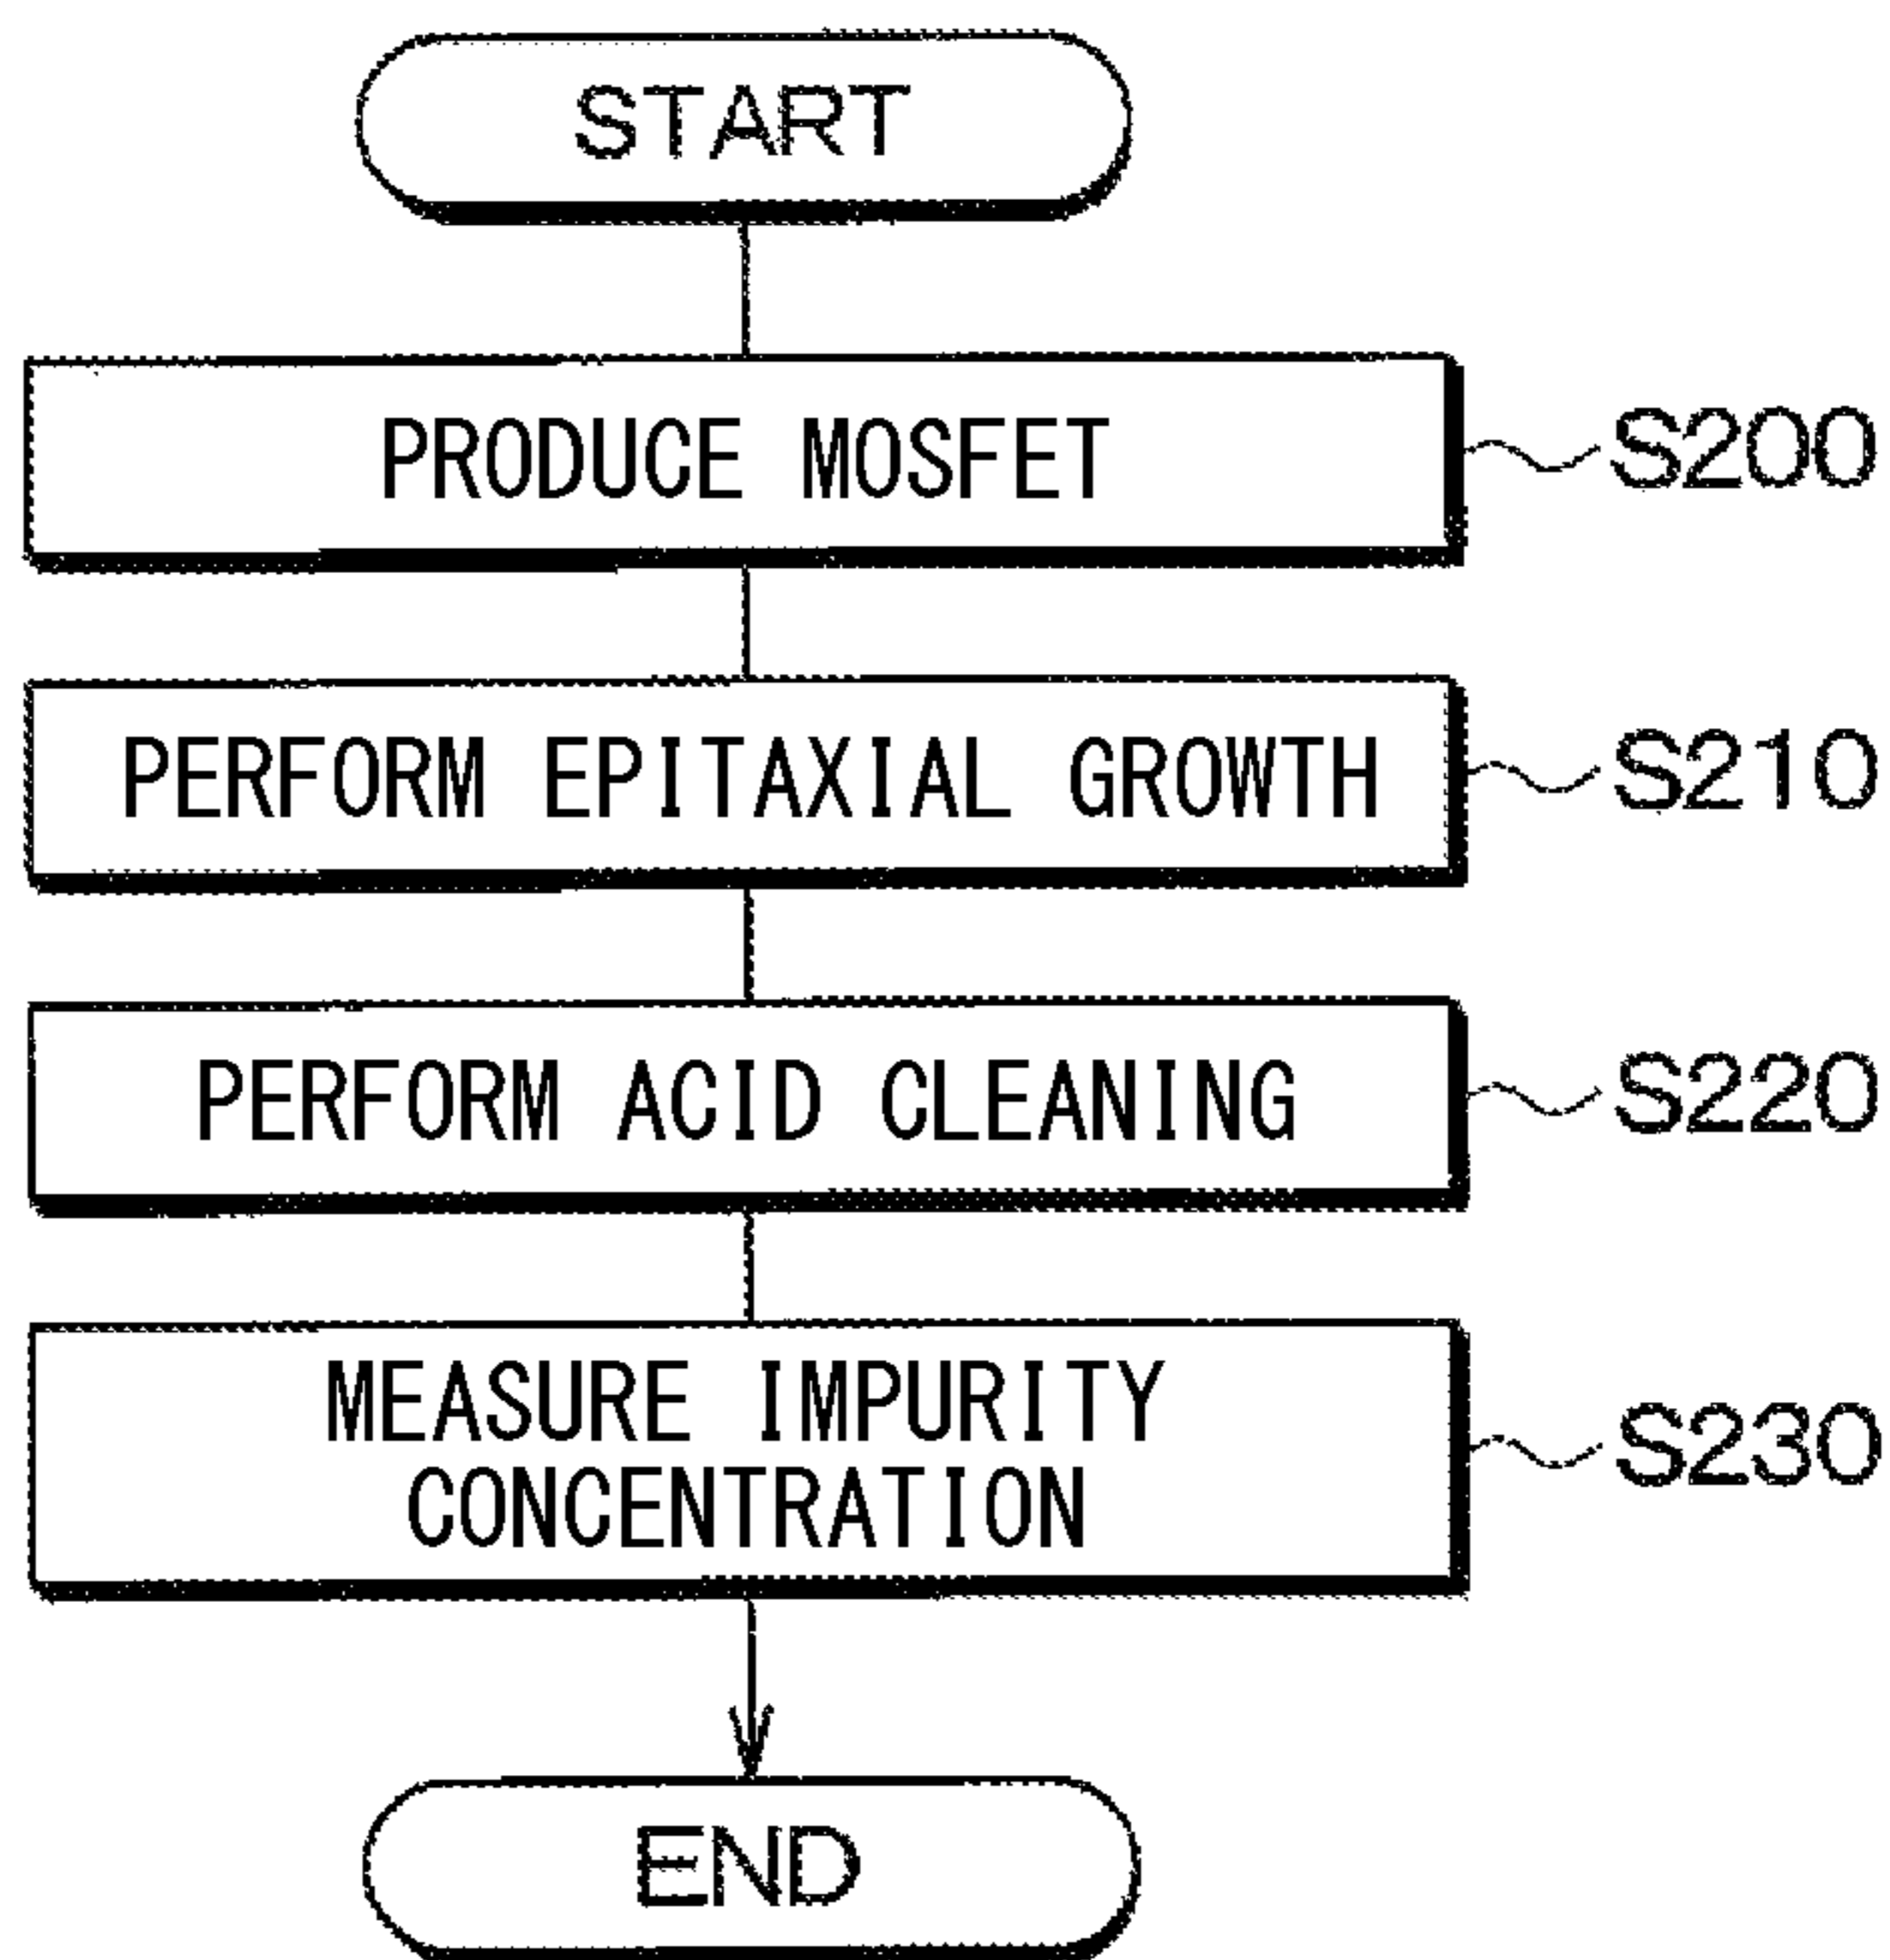 START
PRODUCE MOSFET
S200
PERFORM EPITAXIAL GROWTH
S210
PERFORM ACID CLEANING
S220
MEASURE IMPURITY
CONCENTRATION
S230
END